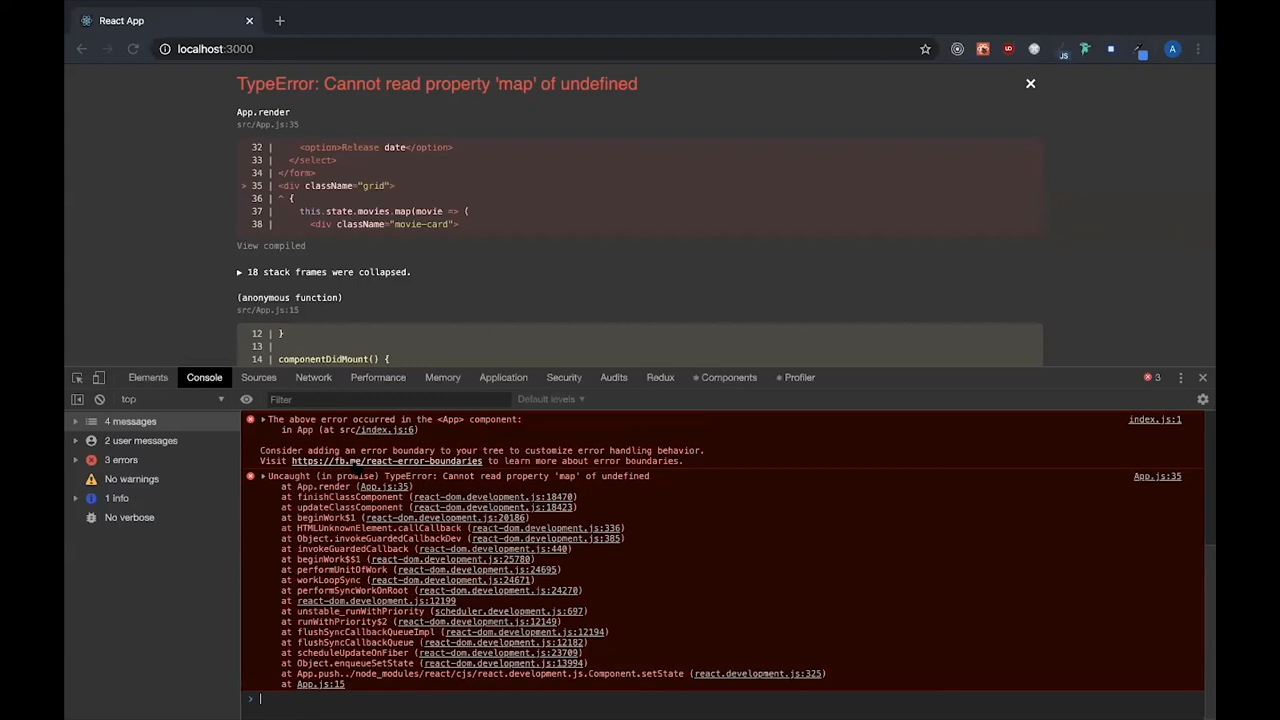 React App
localhost:3000
JS
A
TypeError: Cannot read property 'map' of undefined
App.render
src/App.js:35
32 | <option>Release date</option>
33 | </select>
34 | </form>
> 35 | <div className="grid">
36 | ^ {
37 | this.state.movies.map(movie => (
38 | <div className="movie-card">
View compiled
▶ 18 stack frames were collapsed.
(anonymous function)
src/App.js:15
12 | }
13 |
14 | componentDidMount() {
Elements Console Sources Network Performance Memory Application Security Audits Redux Components Profiler 3
top Filter Default levels ▼
4 messages
2 user messages
3 errors
No warnings
1 info
No verbose
The above error occurred in the <App> component: index.js:1
in App (at src/index.js:6)
Consider adding an error boundary to your tree to customize error handling behavior.
Visit https://fb.me/react-error-boundaries to learn more about error boundaries.
Uncaught (in promise) TypeError: Cannot read property 'map' of undefined App.js:35
at App.render (App.js:35)
at finishClassComponent (react-dom.development.js:18470)
at updateClassComponent (react-dom.development.js:18423)
at beginWork$1 (react-dom.development.js:20186)
at HTMLUnknownElement.callCallback (react-dom.development.js:336)
at Object.invokeGuardedCallbackDev (react-dom.development.js:385)
at invokeGuardedCallback (react-dom.development.js:440)
at beginWork$$1 (react-dom.development.js:25780)
at performUnitOfWork (react-dom.development.js:24695)
at workLoopSync (react-dom.development.js:24671)
at performSyncWorkOnRoot (react-dom.development.js:24270)
at react-dom.development.js:12199
at unstable_runWithPriority (scheduler.development.js:697)
at runWithPriority$2 (react-dom.development.js:12149)
at flushSyncCallbackQueueImpl (react-dom.development.js:12194)
at flushSyncCallbackQueue (react-dom.development.js:12182)
at scheduleUpdateOnFiber (react-dom.development.js:23709)
at Object.enqueueSetState (react-dom.development.js:13994)
at App.push../node_modules/react/cjs/react.development.js.Component.setState (react.development.js:325)
at App.js:15